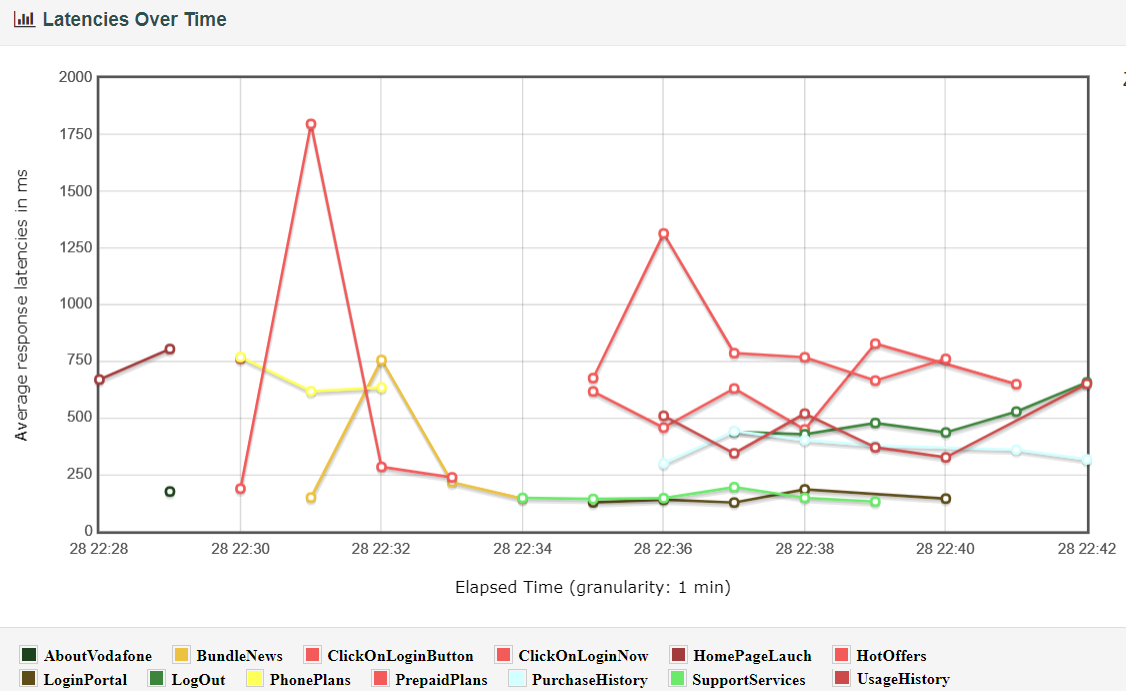 Latencies Over Time
2000
1750
1500
1250
1000
750
500
250
0
Average response latencies in ms
28 22:28 28 22:30 28 22:32 28 22:34 28 22:36 28 22:38 28 22:40 28 22:42
Elapsed Time (granularity: 1 min)
AboutVodafone BundleNews ClickOnLoginButton ClickOnLoginNow HomePageLauch HotOffers
LoginPortal LogOut PhonePlans PrepaidPlans PurchaseHistory SupportServices UsageHistory